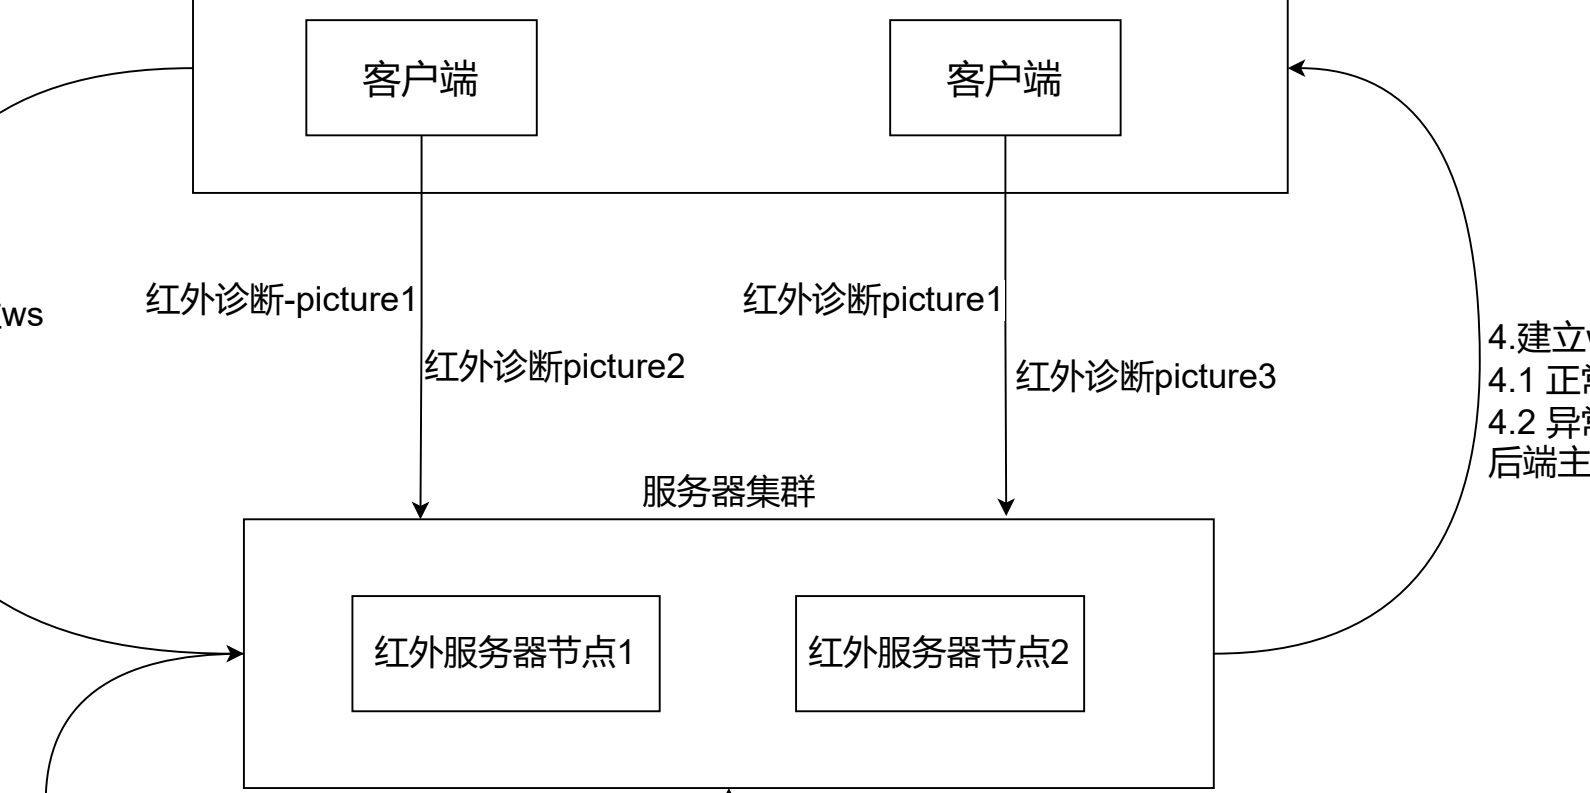 客户端
客户端
ws
红外诊断-picture1
红外诊断picture1
红外诊断picture2
红外诊断picture3
4.建立
4.1 正常
4.2 异常
后端主
服务器集群
红外服务器节点1
红外服务器节点2